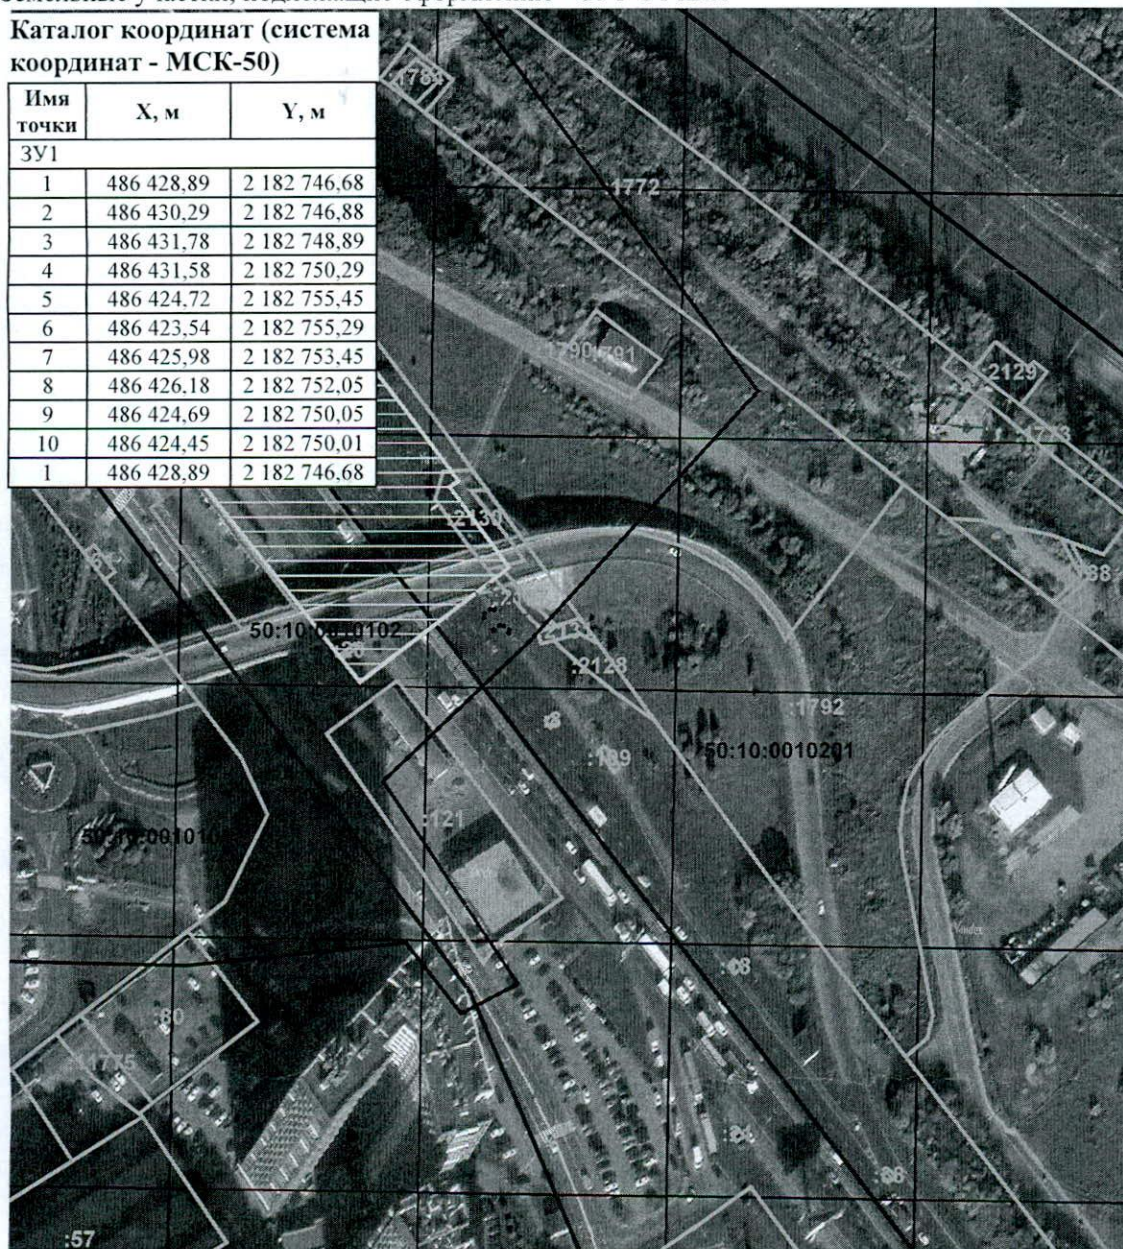 Каталог координат (система
координат - МСК-50)
Имя точки X, м Y, м
ЗУ1
1 486 428,89 2 182 746,68
2 486 430,29 2 182 746,88
3 486 431,78 2 182 748,89
4 486 431,58 2 182 750,29
5 486 424,72 2 182 755,45
6 486 423,54 2 182 755,29
7 486 425,98 2 182 753,45
8 486 426,18 2 182 752,05
9 486 424,69 2 182 750,05
10 486 424,45 2 182 750,01
1 486 428,89 2 182 746,68
:1772
:2129
:2130
50:10:0010102
:2128
:1792
:199
50:10:0010201
:121
:80
:57